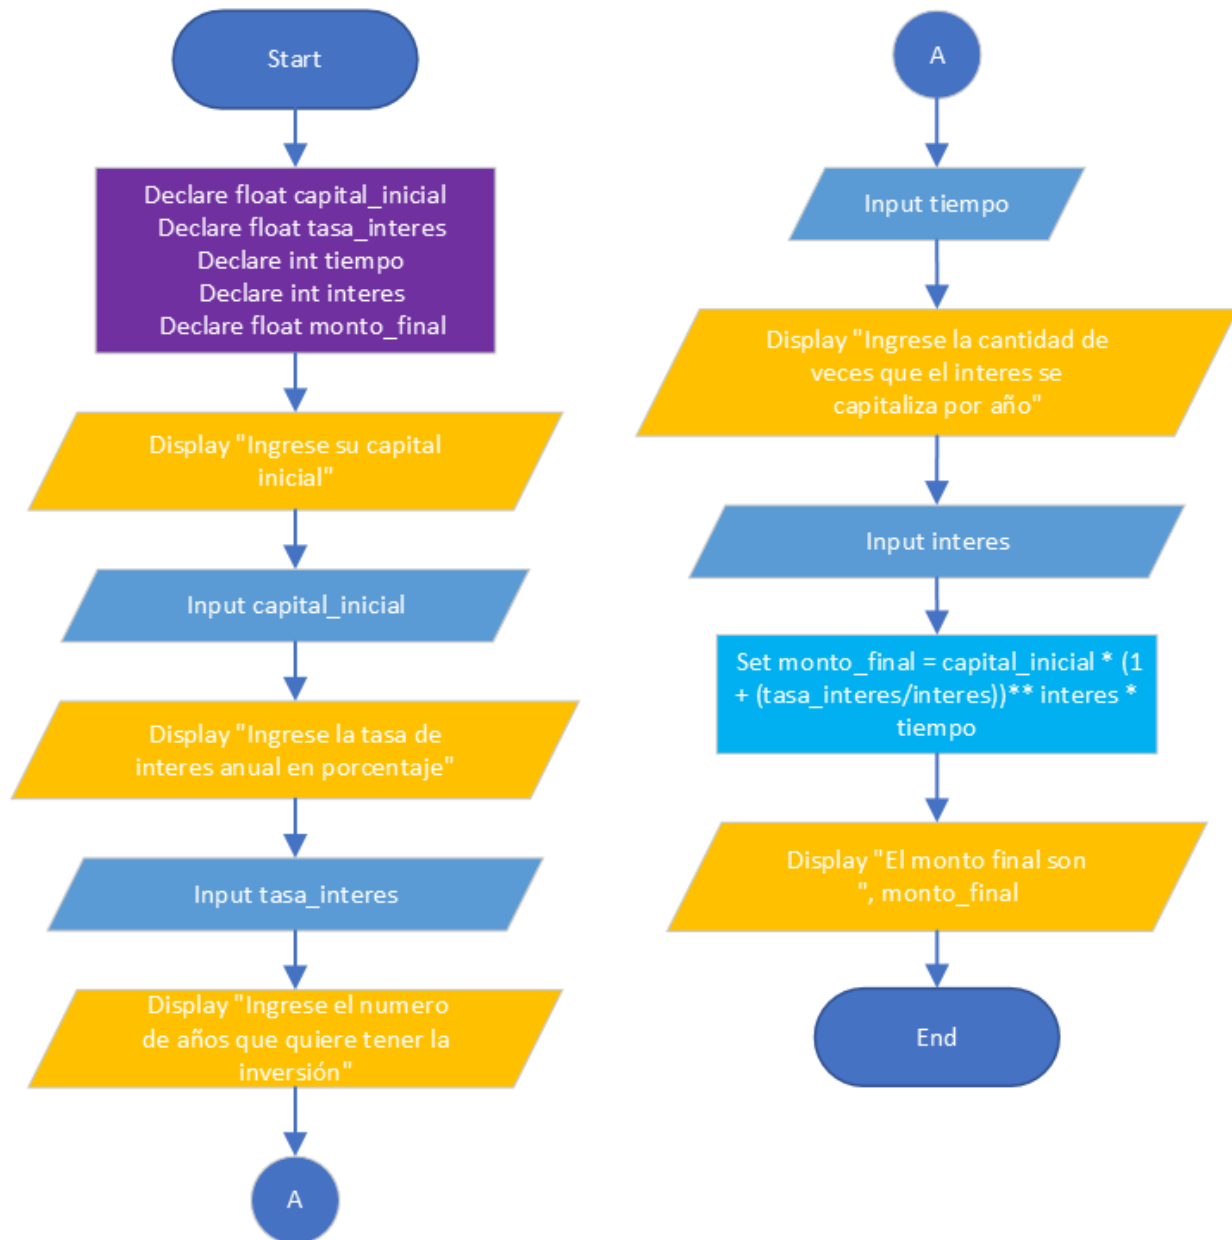 Start
Declare float capital_inicial
Declare float tasa_interes
Declare int tiempo
Declare int interes
Declare float monto_final
Display "Ingrese su capital
inicial"
Input capital_inicial
Display "Ingrese la tasa de
interes anual en porcentaje"
Input tasa_interes
Display "Ingrese el numero
de años que quiere tener la
inversión"
A
A
Input tiempo
Display "Ingrese la cantidad de
veces que el interes se
capitaliza por año"
Input interes
Set monto_final = capital_inicial * (1
+ (tasa_interes/interes))** interes *
tiempo
Display "El monto final son
", monto_final
End